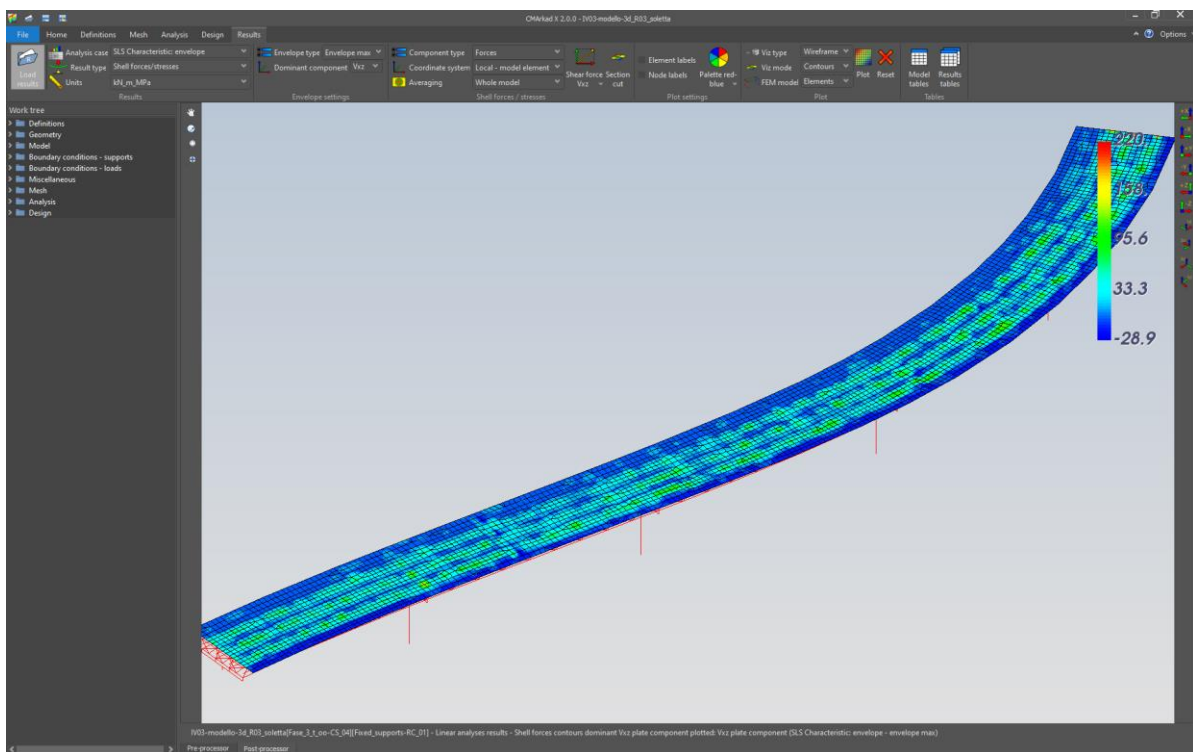 CMArkad X 2.0.0 - IV03-modello-3d_R03_soletta
File Home Definitions Mesh Analysis Design Results
Options
Load results
Analysis case SLS Characteristic: envelope
Result type Shell forces/stresses
Units kN_m_MPa
Results
Envelope type Envelope max
Dominant component Vxz
Envelope settings
Component type Forces
Coordinate system Local - model element
Averaging Whole model
Shear force Vxz
Section cut
Shell forces / stresses
Element labels
Node labels
Palette red-blue
Plot settings
Viz type Wireframe
Viz mode Contours
FEM model Elements
Plot Reset
Plot
Model tables
Results tables
Tables
Work tree
Definitions
Geometry
Model
Boundary conditions - supports
Boundary conditions - loads
Miscellaneous
Mesh
Analysis
Design
220.
158.
95.6
33.3
-28.9
IV03-modello-3d_R03_soletta[Fase_3_t_oo-CS_04][Fixed_supports-RC_01] - Linear analyses results - Shell forces contours dominant Vxz plate component plotted: Vxz plate component (SLS Characteristic: envelope - envelope max)
Pre-processor Post-processor